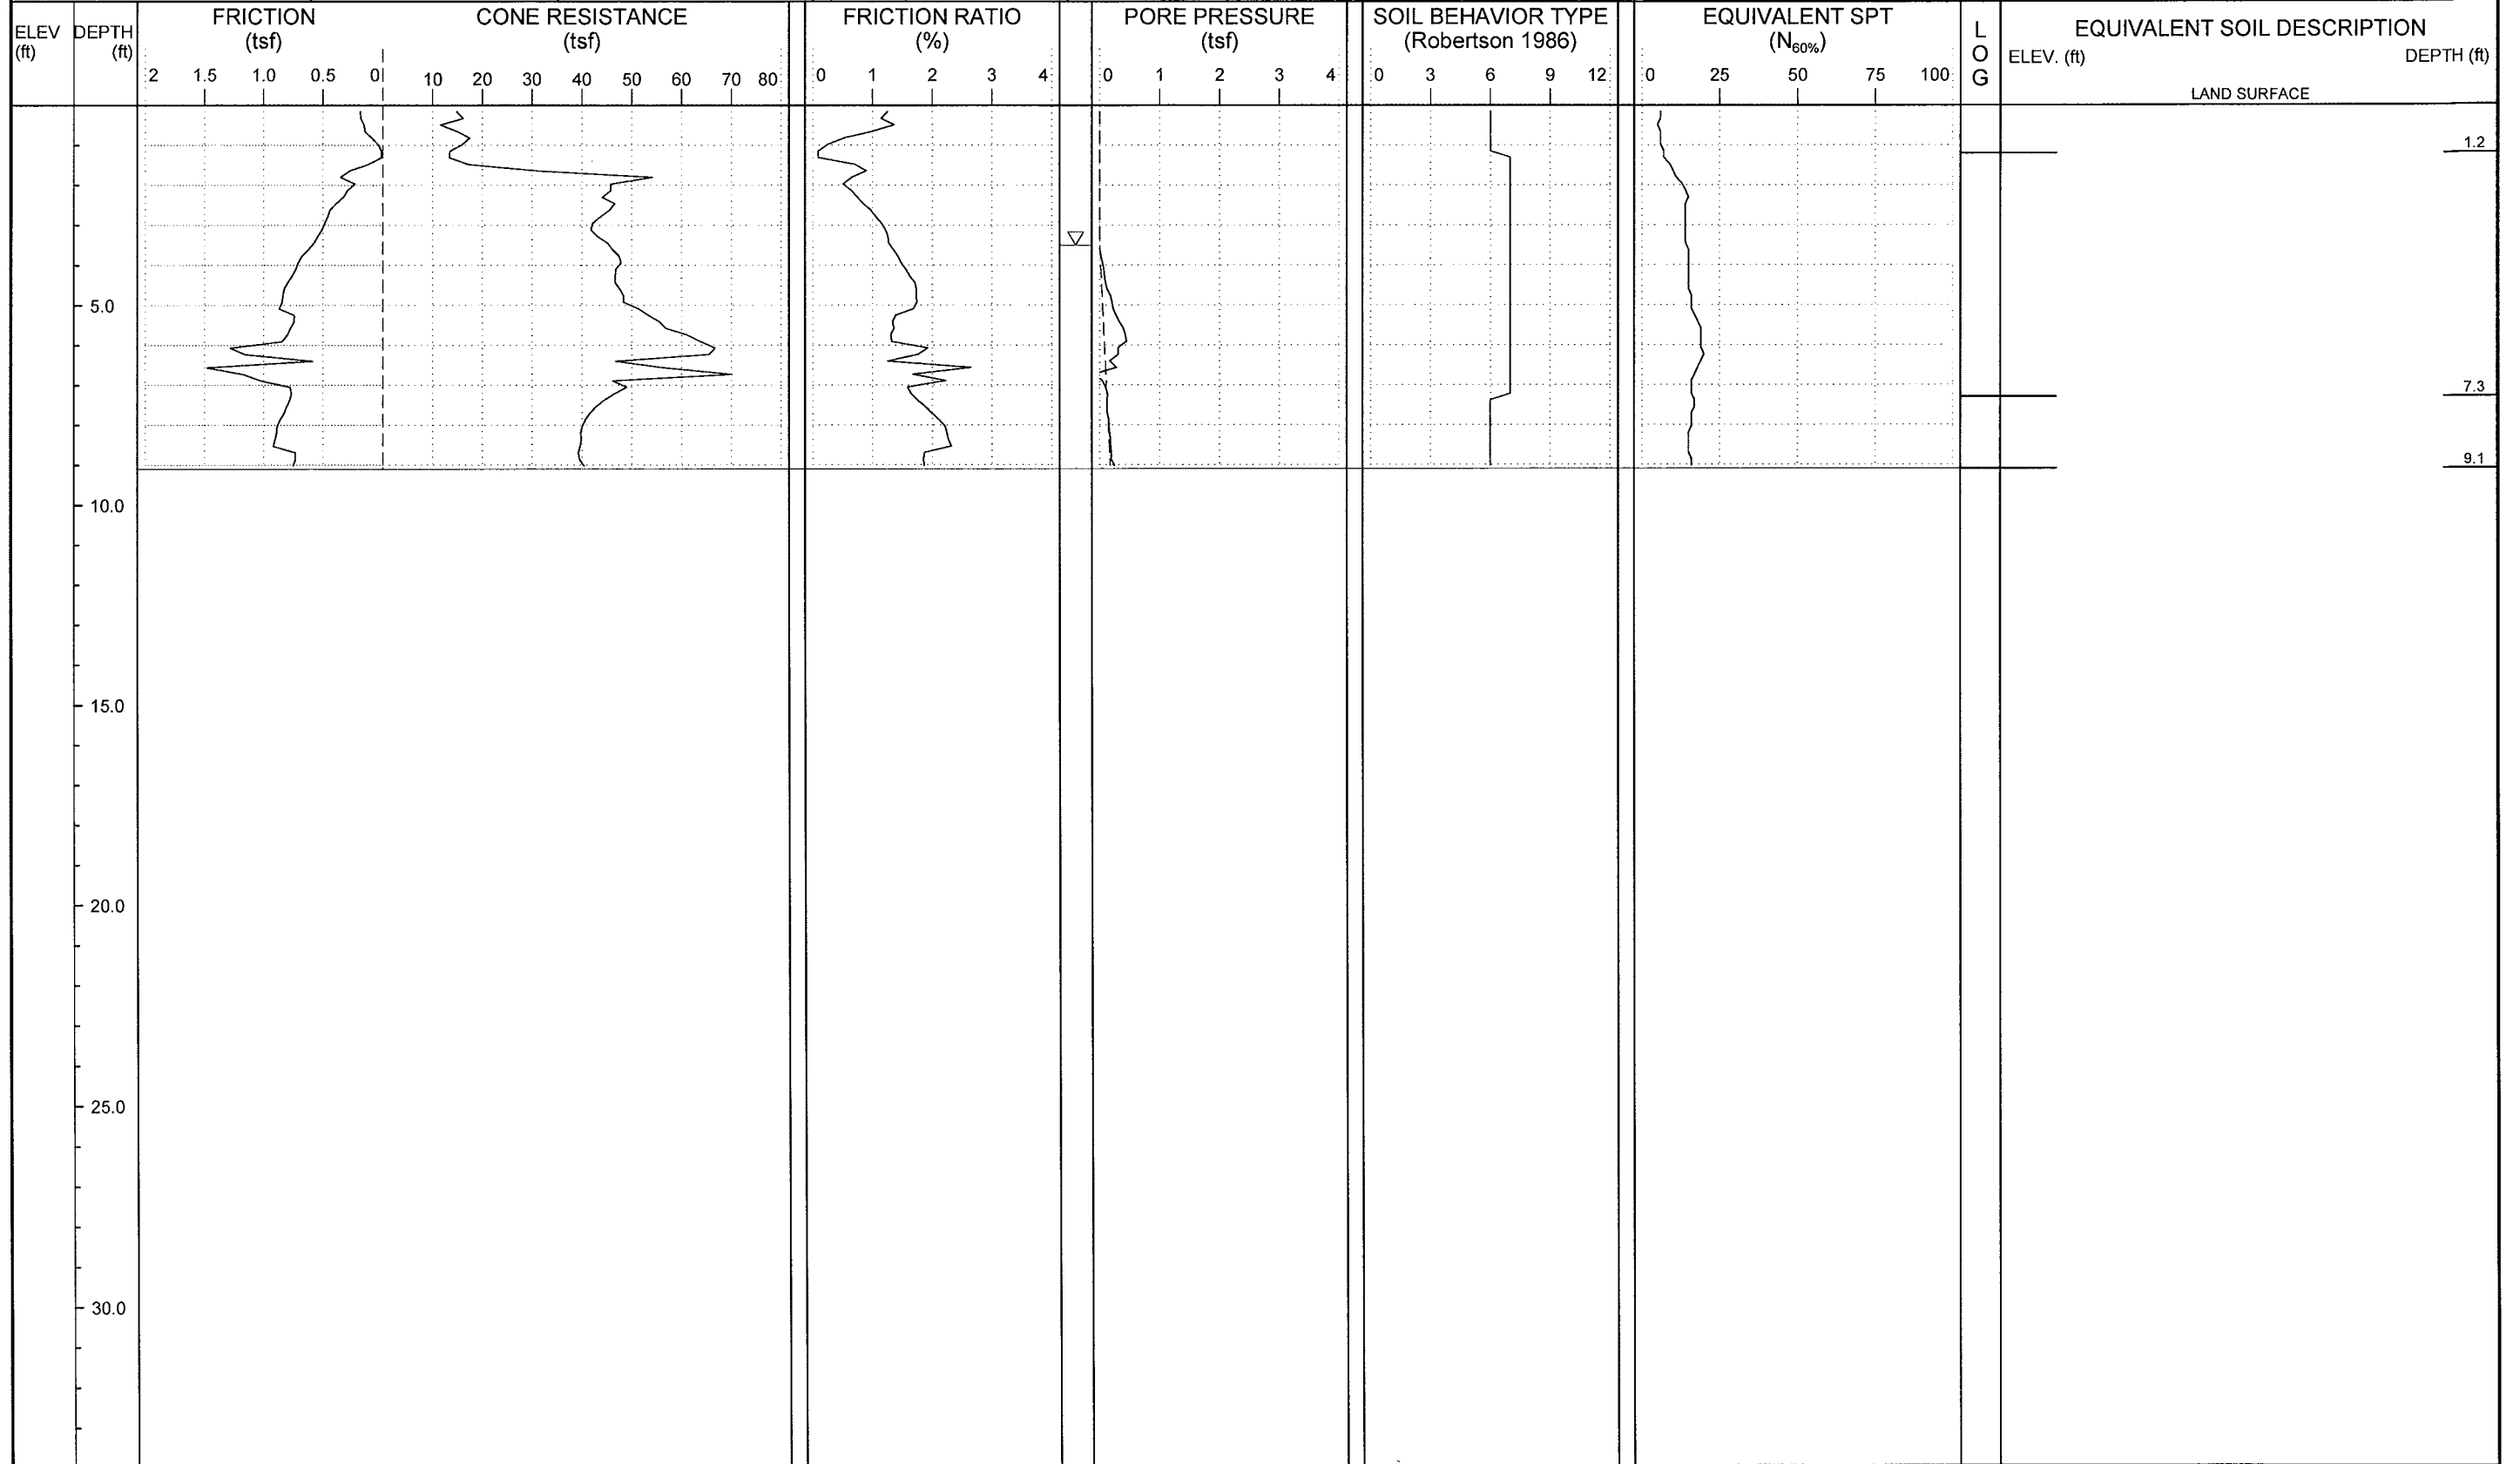 FRICTION CONE RESISTANCE FRICTION RATIO PORE PRESSURE SOIL BEHAVIOR TYPE EQUIVALENT SPT
ELEV DEPTH (tsf) (tsf) (%) (tsf) (Robertson 1986) (N60%) L EQUIVALENT SOIL DESCRIPTION
(ft) (ft) O ELEV. (ft) DEPTH (ft)
2 1.5 1.0 0.5 0 10 20 30 40 50 60 70 80 0 1 2 3 4 0 1 2 3 4 0 3 6 9 12 0 25 50 75 100 G
LAND SURFACE
1.2
5.0
7.3
9.1
10.0
15.0
20.0
25.0
30.0